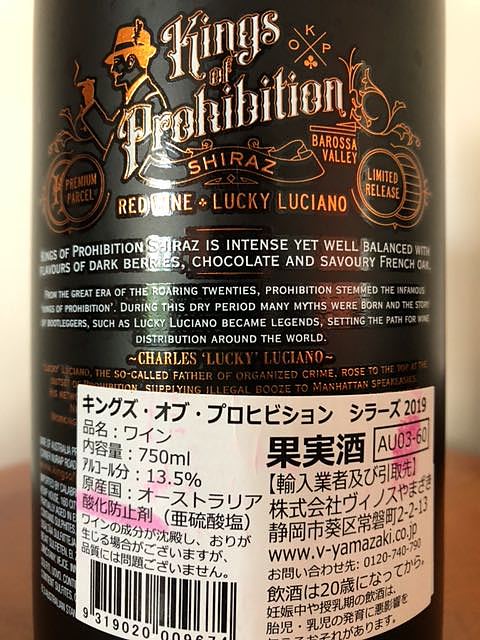 Kings
of
Prohibition
O K P
SHIRAZ
BAROSSA
VALLEY
PREMIUM
PARCEL
LIMITED
RELEASE
RED WINE + LUCKY LUCIANO
KINGS OF PROHIBITION SHIRAZ IS INTENSE YET WELL BALANCED WITH
FLAVOURS OF DARK BERRIES, CHOCOLATE AND SAVOURY FRENCH OAK.
FROM THE GREAT ERA OF THE ROARING TWENTIES, PROHIBITION STEMMED THE INFAMOUS
'KINGS OF PROHIBITION'. DURING THIS DRY PERIOD MANY MYTHS WERE BORN AND THE STORY
OF BOOTLEGGERS, SUCH AS LUCKY LUCIANO BECAME LEGENDS, SETTING THE PATH FOR WINE
DISTRIBUTION AROUND THE WORLD.
~CHARLES 'LUCKY' LUCIANO~
'LUCKY' LUCIANO, THE SO-CALLED FATHER OF ORGANIZED CRIME, ROSE TO THE TOP AT THE
OUTSET OF PROHIBITION SUPPLYING ILLEGAL BOOZE TO MANHATTAN SPEAKEASIES.
キングズ・オブ・プロヒビション シラーズ 2019
品名：ワイン
内容量：750ml
アルコール分：13.5%
原産国：オーストラリア
酸化防止剤（亜硫酸塩）
ワインの成分が沈殿し、おりが
生じる場合がございますが、
品質には問題ございません。
9 319020 009674
果実酒 AU03-60
【輸入業者及び引取先】
株式会社ヴィノスやまざき
静岡市葵区常磐町2-2-13
www.v-yamazaki.co.jp
お問い合わせ先: 0120-740-790
飲酒は20歳になってから。
妊娠中や授乳期の飲酒は、
胎児・乳児の発育に悪影響を